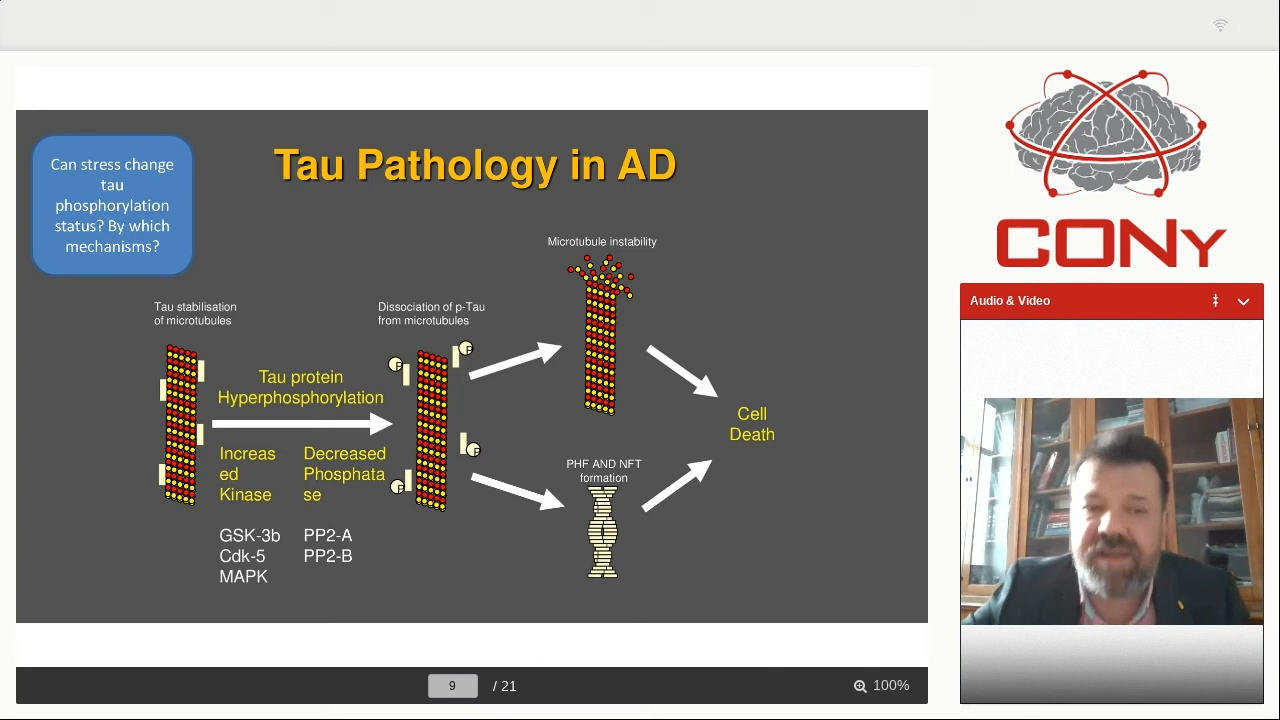 Can stress change
tau
phosphorylation
status? By which
mechanisms?
Tau Pathology in AD
Microtubule instability
Tau stabilisation
of microtubules
Dissociation of p-Tau
from microtubules
Tau protein
Hyperphosphorylation
Increas
ed
Kinase
Decreased
Phosphata
se
GSK-3b
Cdk-5
MAPK
PP2-A
PP2-B
P
P
P
P
PHF AND NFT
formation
Cell
Death
9 / 21
100%
CONy
Audio & Video